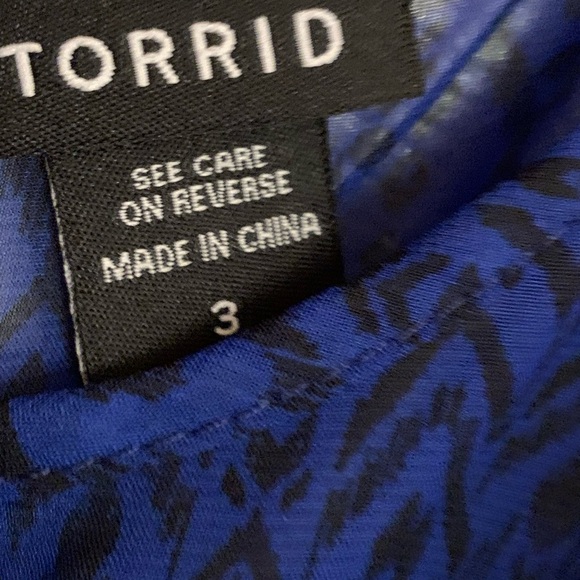 TORRID
SEE CARE
ON REVERSE
MADE IN CHINA
3